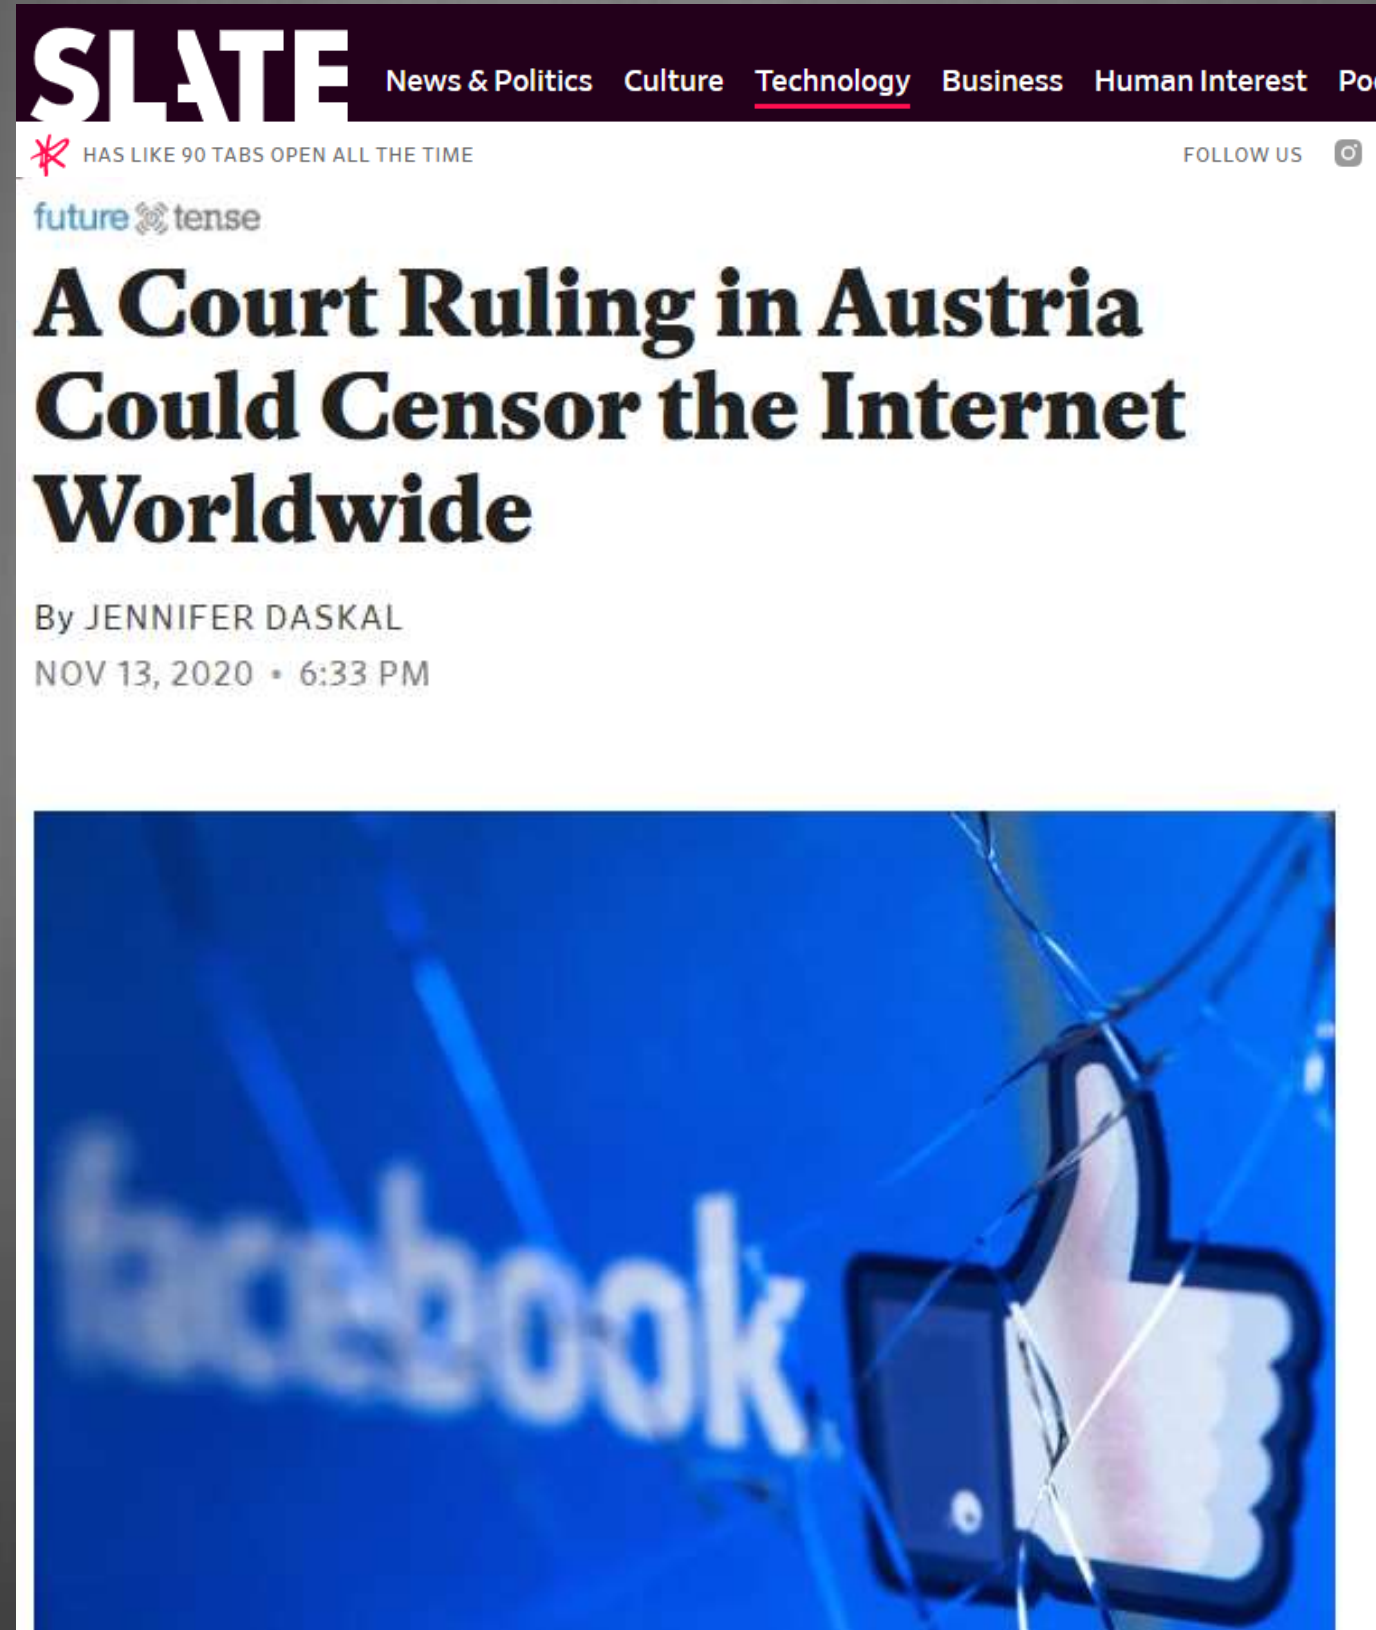 SLATE
News & Politics Culture Technology Business Human Interest
HAS LIKE 90 TABS OPEN ALL THE TIME FOLLOW US
future tense
A Court Ruling in Austria
Could Censor the Internet
Worldwide
By JENNIFER DASKAL
NOV 13, 2020 • 6:33 PM
facebook